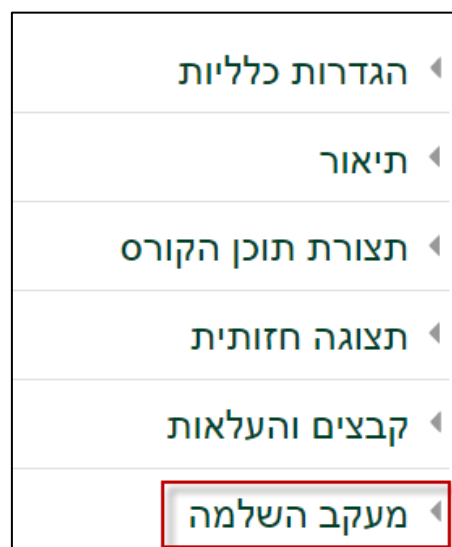 הגדרות כלליות
תיאור
תצורת תוכן הקורס
תצוגה חזותית
קבצים והעלאות
מעקב השלמה